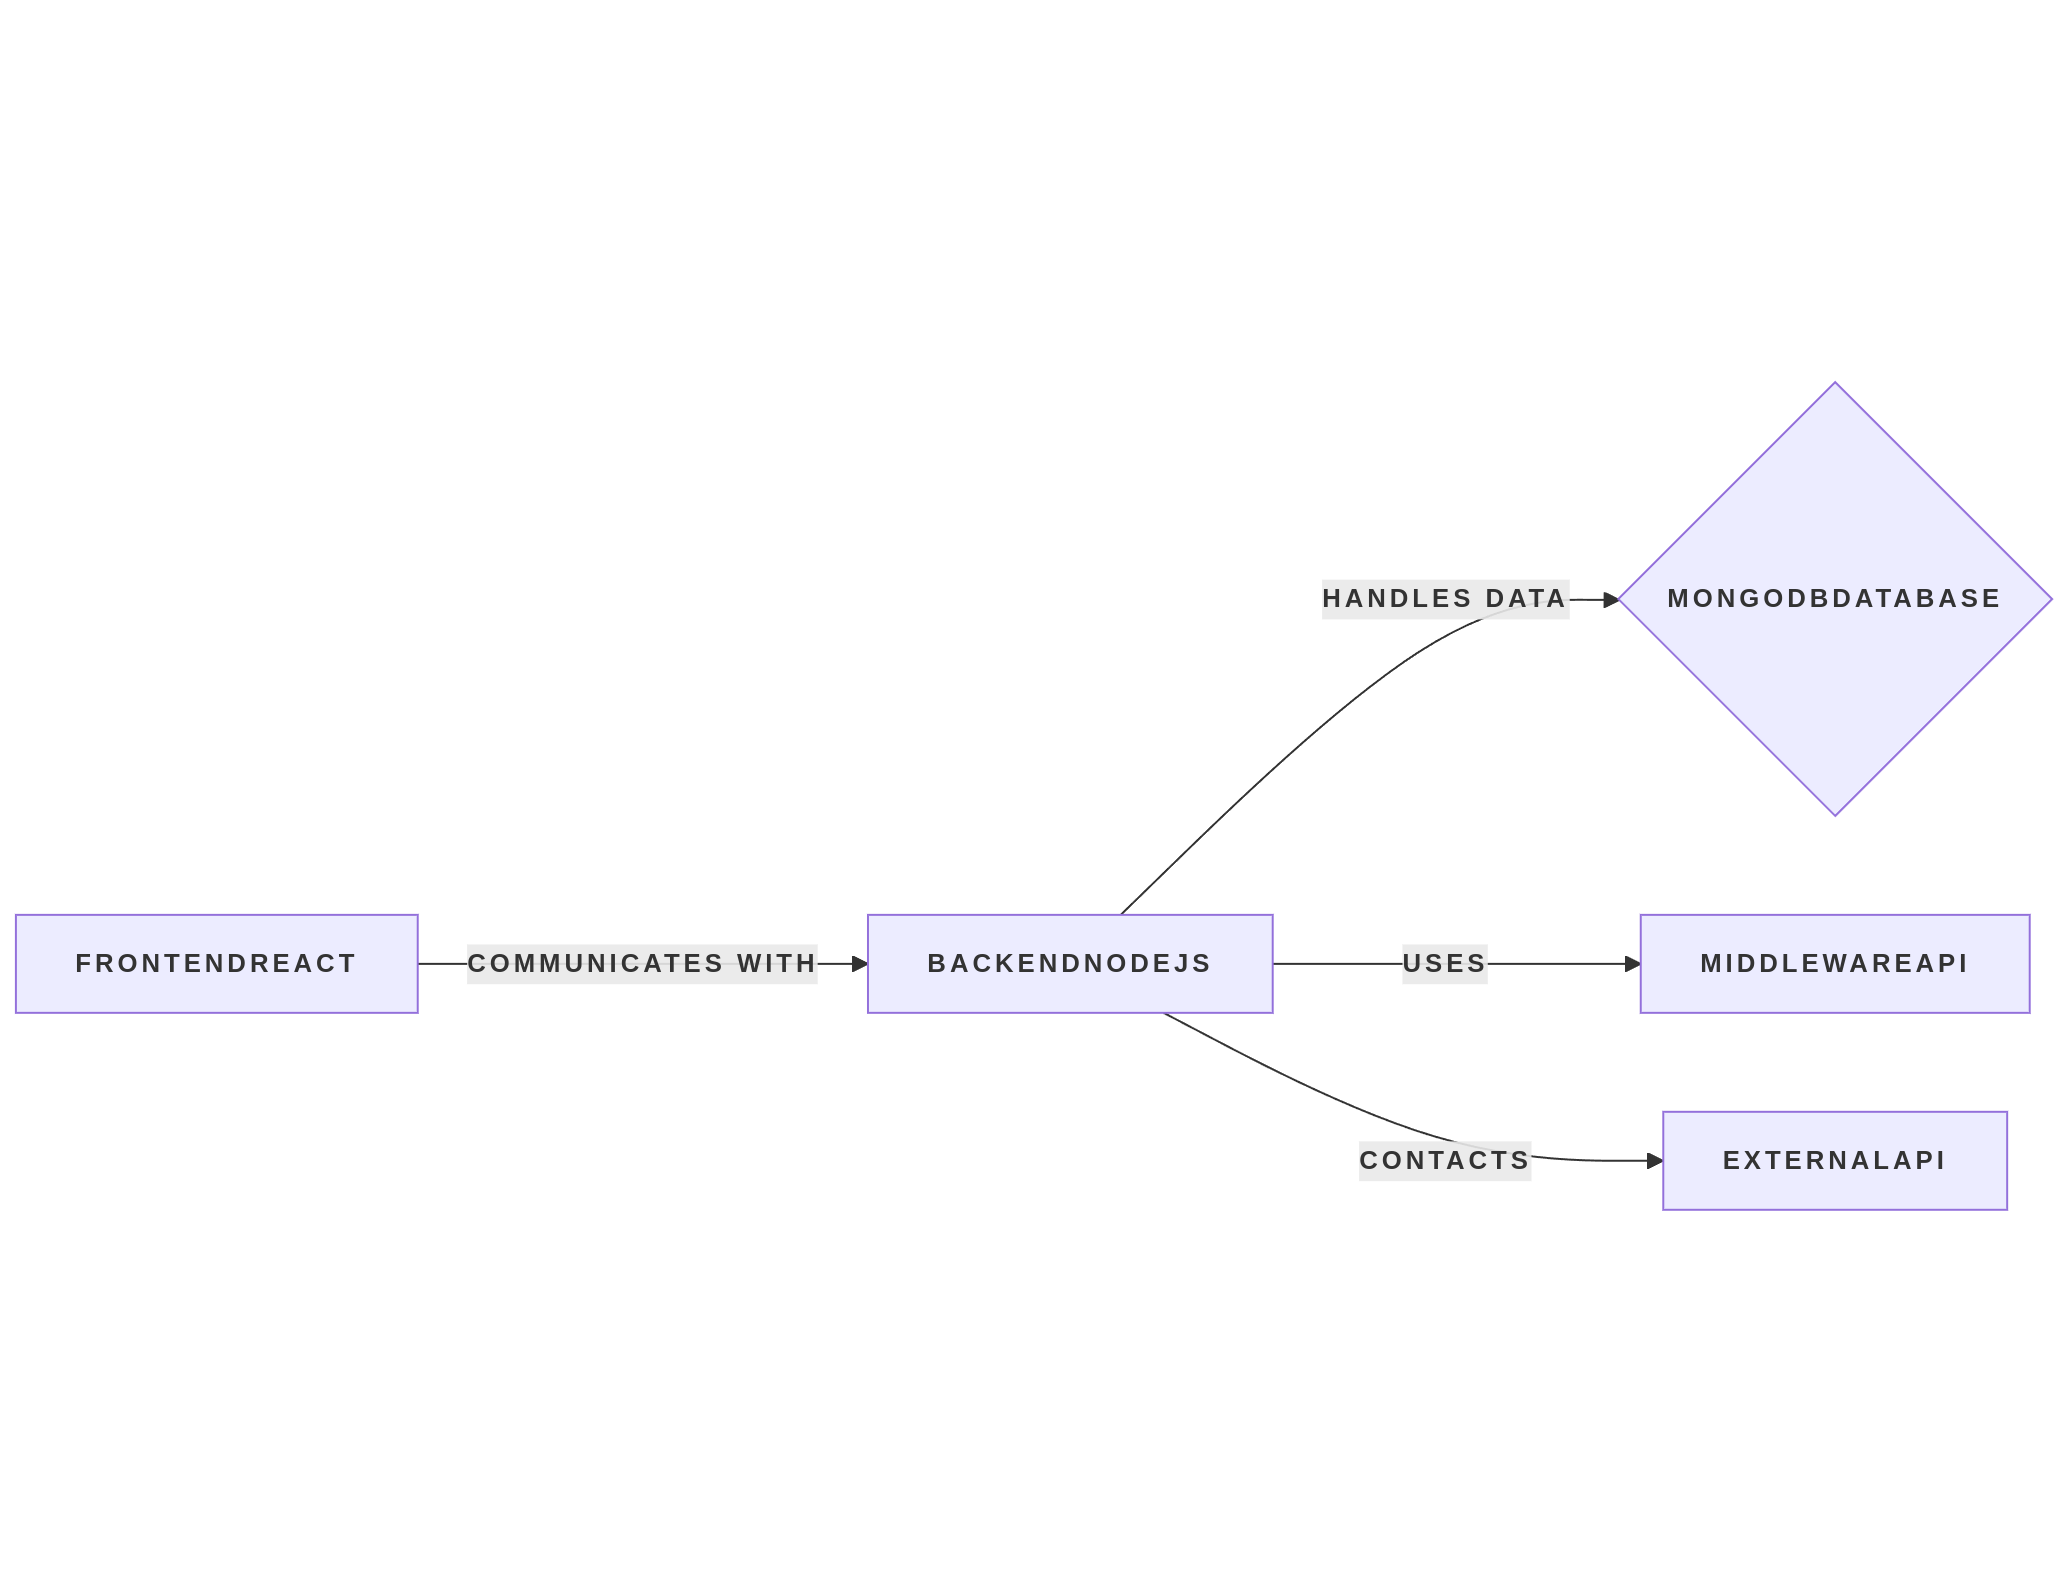 HANDLES DATA
MONGODBDATABASE
FRONTENDREACT
COMMUNICATES WITH
BACKENDNODEJS
USES
MIDDLEWAREAPI
CONTACTS
EXTERNALAPI